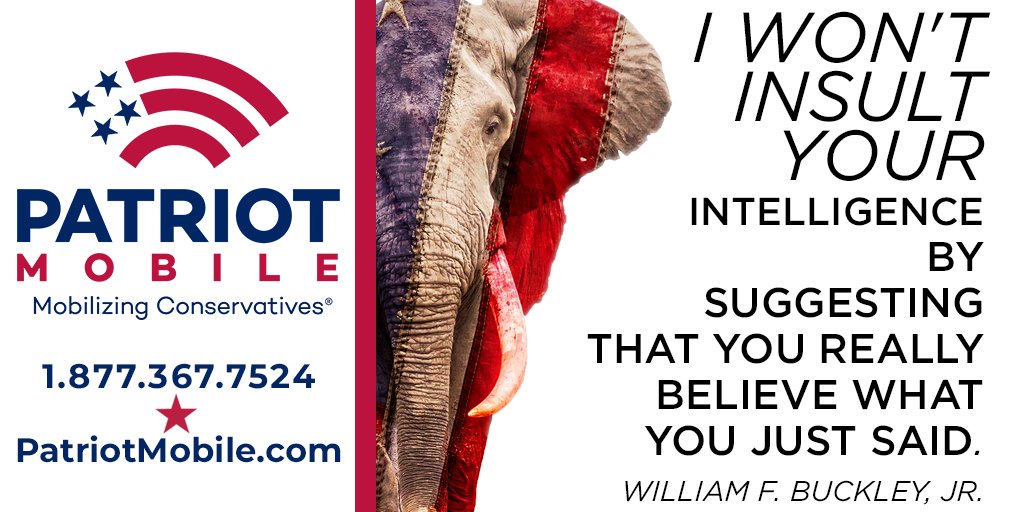 PATRIOT
MOBILE
Mobilizing Conservatives®
1.877.367.7524
PatriotMobile.com
I WON'T
INSULT
YOUR
INTELLIGENCE
BY
SUGGESTING
THAT YOU REALLY
BELIEVE WHAT
YOU JUST SAID.
WILLIAM F. BUCKLEY, JR.